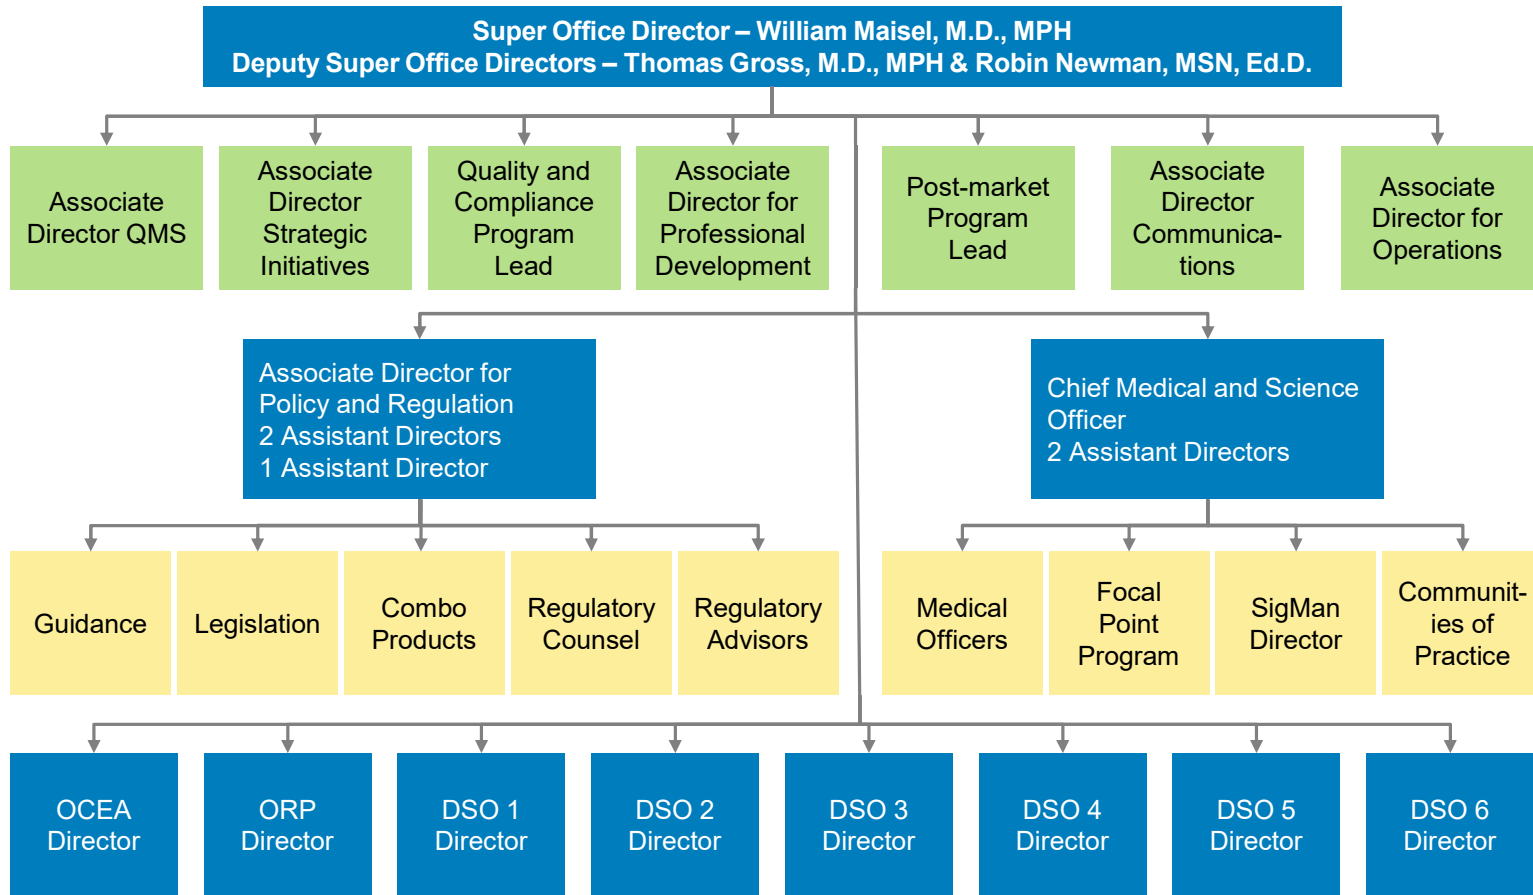 Super Office Director – William Maisel, M.D., MPH
Deputy Super Office Directors – Thomas Gross, M.D., MPH & Robin Newman, MSN, Ed.D.
Associate
Director QMS
Associate
Director
Strategic
Initiatives
Quality and
Compliance
Program
Lead
Associate
Director for
Professional
Development
Post-market
Program
Lead
Associate
Director
Communica-
tions
Associate
Director for
Operations
Associate Director for
Policy and Regulation
2 Assistant Directors
1 Assistant Director
Chief Medical and Science
Officer
2 Assistant Directors
Guidance
Legislation
Combo
Products
Regulatory
Counsel
Regulatory
Advisors
Medical
Officers
Focal
Point
Program
SigMan
Director
Communit-
ies of
Practice
OCEA
Director
ORP
Director
DSO 1
Director
DSO 2
Director
DSO 3
Director
DSO 4
Director
DSO 5
Director
DSO 6
Director